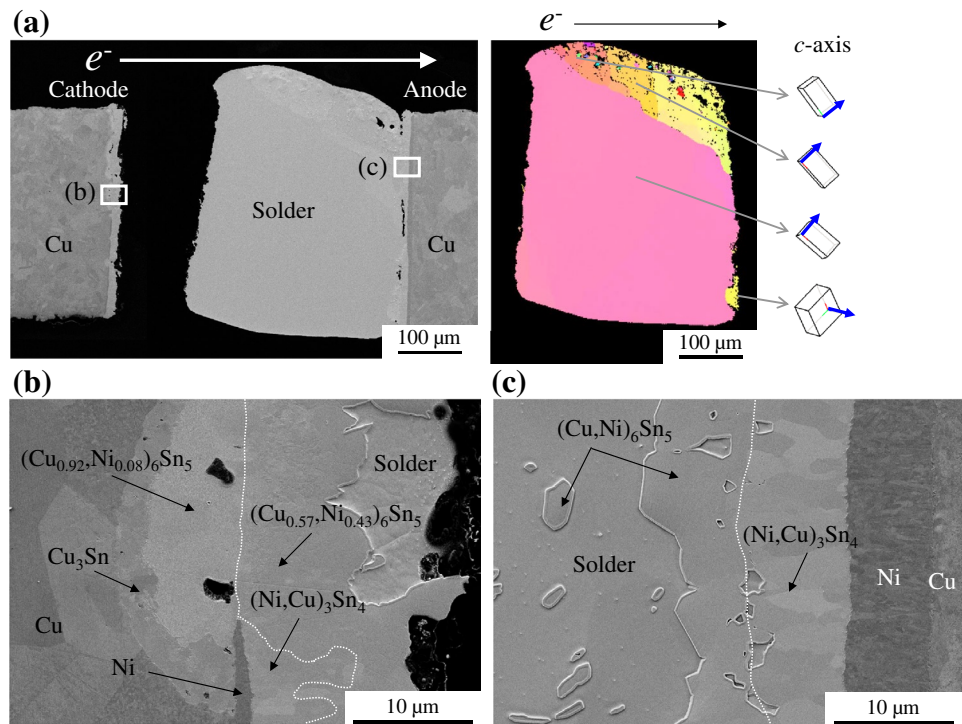 (a)
e⁻
Cathode
Anode
(b)
(c)
Cu
Solder
Cu
100 μm
e⁻
c-axis
100 μm
(b)
(Cu₀.₉₂,Ni₀.₀₈)₆Sn₅
Solder
(Cu₀.₅₇,Ni₀.₄₃)₆Sn₅
Cu₃Sn
(Ni,Cu)₃Sn₄
Cu
Ni
10 μm
(c)
(Cu,Ni)₆Sn₅
(Ni,Cu)₃Sn₄
Solder
Ni
Cu
10 μm